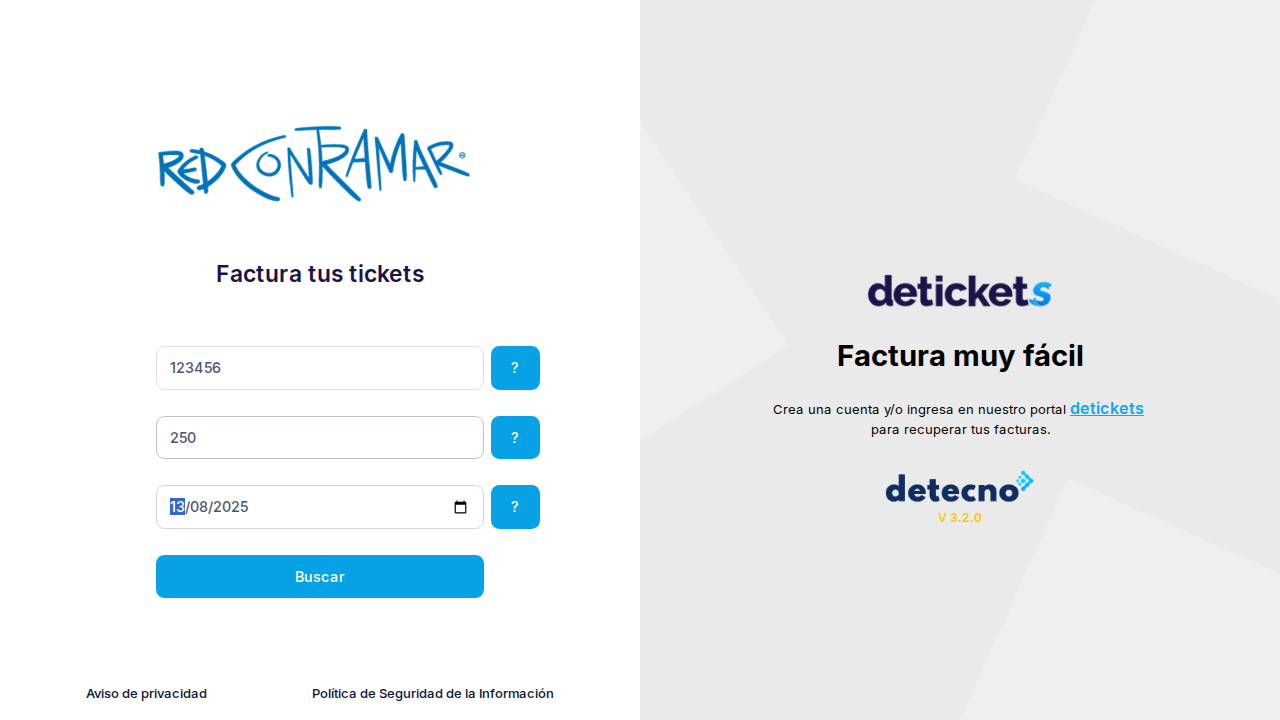 RED CONTRAMAR®
Factura tus tickets
123456
?
250
?
13/08/2025
?
Buscar
Aviso de privacidad
Política de Seguridad de la Información
detickets
Factura muy fácil
Crea una cuenta y/o ingresa en nuestro portal detickets
para recuperar tus facturas.
detecno
V 3.2.0